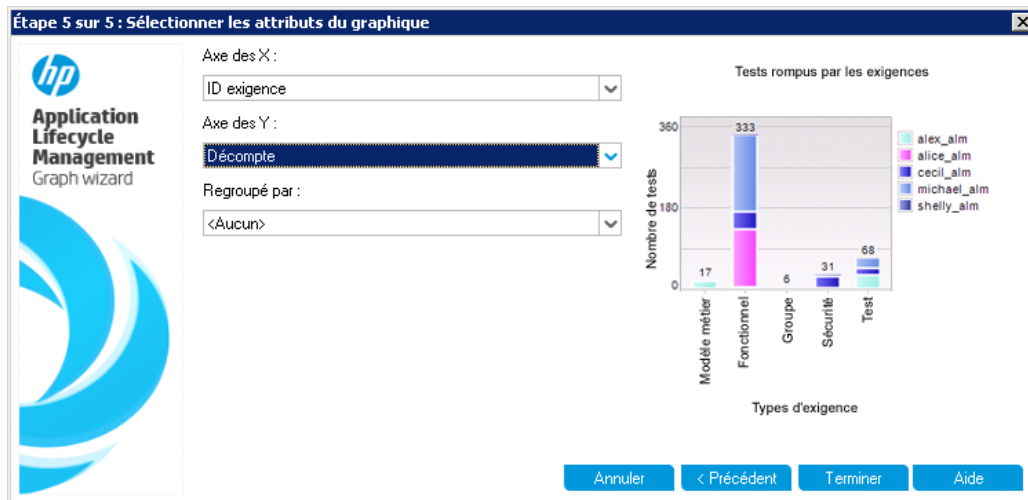 Étape 5 sur 5 : Sélectionner les attributs du graphique
hp
Application
Lifecycle
Management
Graph wizard
Axe des X :
ID exigence
Axe des Y :
Décompte
Regroupé par :
<Aucun>
Tests rompus par les exigences
Nombre de tests
360
180
0
17
333
6
31
68
Modèle métier
Fonctionnel
Groupe
Sécurité
Test
Types d'exigence
alex_alm
alice_alm
cecil_alm
michael_alm
shelly_alm
Annuler
< Précédent
Terminer
Aide